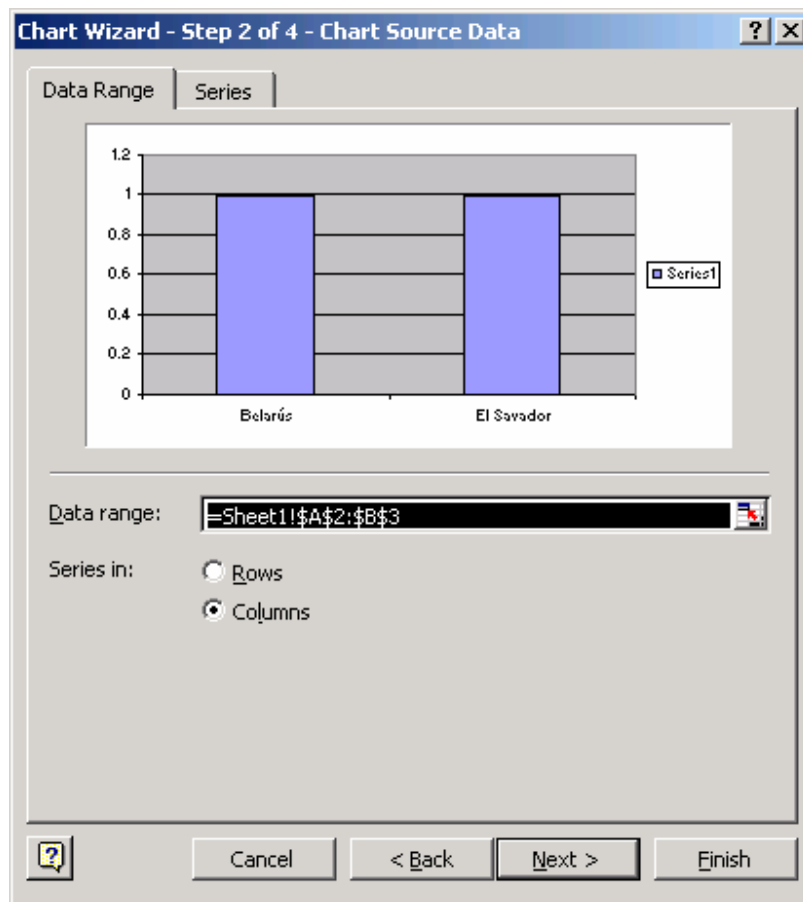 Chart Wizard - Step 2 of 4 - Chart Source Data
Data Range
Series
1.2
1
0.8
0.6
0.4
0.2
0
Belarús
El Savador
Series1
Data range:
=Sheet1!$A$2:$B$3
Series in:
Rows
Columns
Cancel
< Back
Next >
Finish